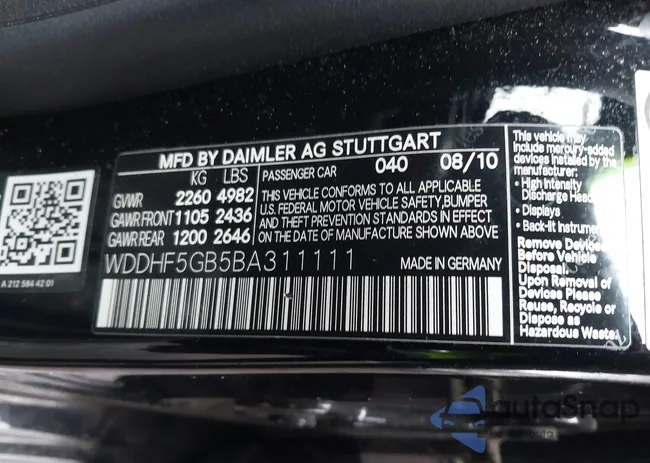 MFD BY DAIMLER AG STUTTGART
KG LBS
GVWR 2260 4982
GAWR FRONT 1105 2436
GAWR REAR 1200 2646
PASSENGER CAR 040 08/10
THIS VEHICLE CONFORMS TO ALL APPLICABLE
U.S. FEDERAL MOTOR VEHICLE SAFETY,BUMPER
AND THEFT PREVENTION STANDARDS IN EFFECT
ON THE DATE OF MANUFACTURE SHOWN ABOVE
WDDHF5GB5BA311111 MADE IN GERMANY
This vehicle may
Include mercury-added
devices installed by the
manufacturer:
• High Intensity
Discharge Head
• Displays
• Back-lit Instrument
Remove Devices
Before Vehicle
Disposal.
Upon Removal of
Devices Please
Reuse, Recycle or
Dispose as
Hazardous Waste.
A 212 584 42 01
autoSnap